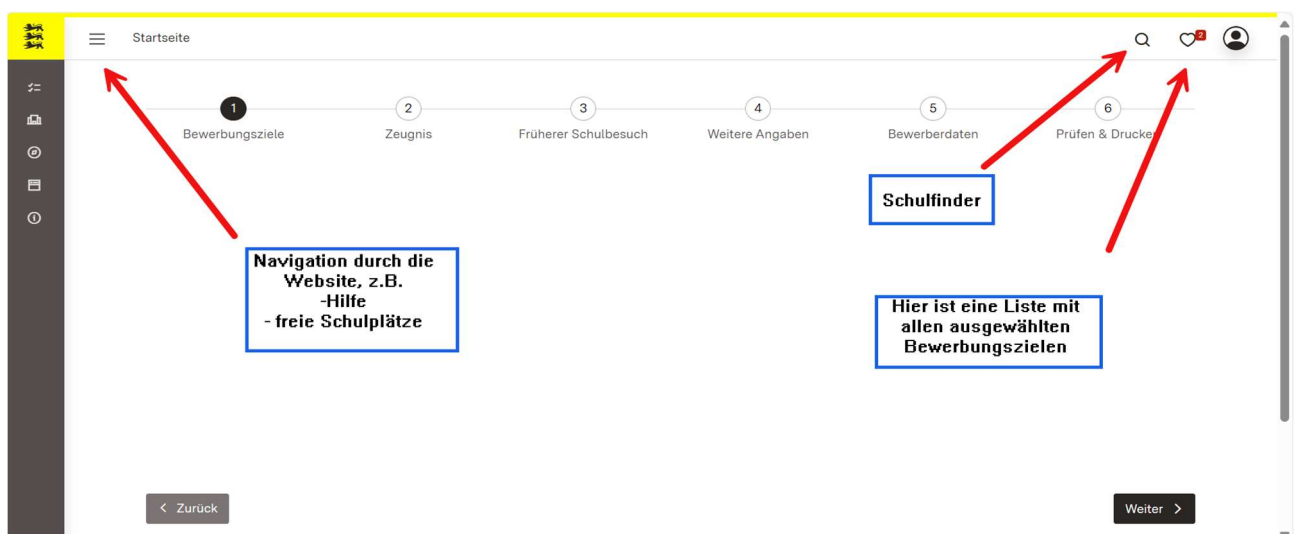 Startseite
2
1
2
3
4
5
6
Bewerbungsziele
Zeugnis
Früherer Schulbesuch
Weitere Angaben
Bewerberdaten
Prüfen & Drucken
Schulfinder
Navigation durch die
Website, z.B.
-Hilfe
- freie Schulplätze
Hier ist eine Liste mit
allen ausgewählten
Bewerbungszielen
Zurück
Weiter